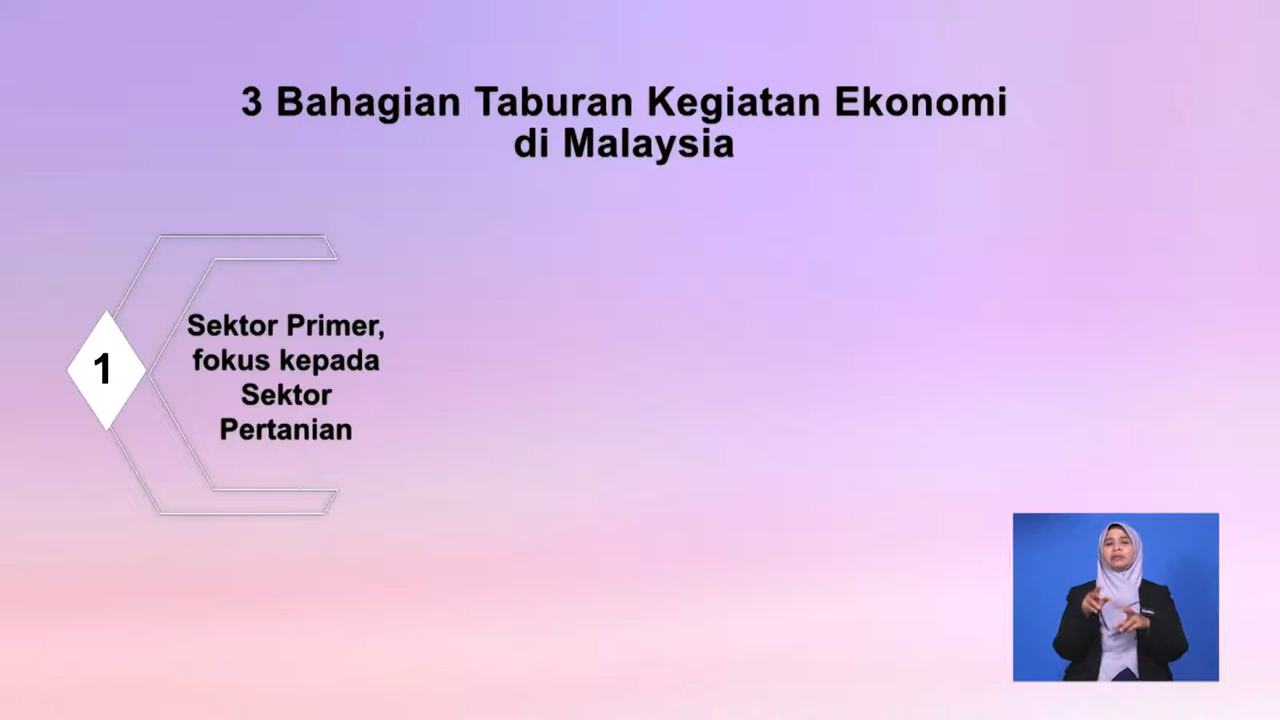 3 Bahagian Taburan Kegiatan Ekonomi
di Malaysia
1
Sektor Primer,
fokus kepada
Sektor
Pertanian